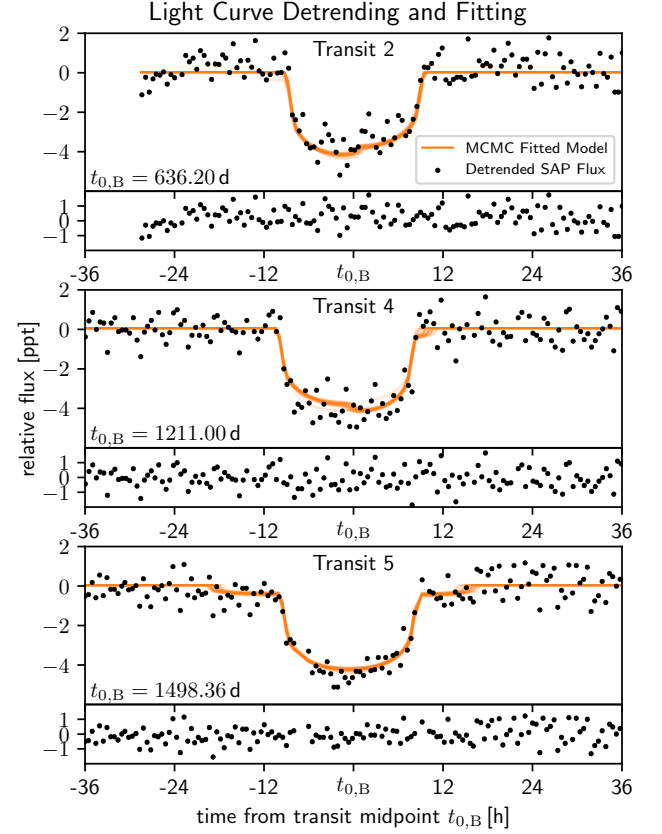 Light Curve Detrending and Fitting
Transit 2
2
0
−2
−4
MCMC Fitted Model
Detrended SAP Flux
t0,B = 636.20 d
1
0
−1
-36 -24 -12 t0,B 12 24 36
Transit 4
2
0
−2
−4
relative flux [ppt]
t0,B = 1211.00 d
1
0
−1
-36 -24 -12 t0,B 12 24 36
Transit 5
2
0
−2
−4
t0,B = 1498.36 d
1
0
−1
-36 -24 -12 t0,B 12 24 36
time from transit midpoint t0,B [h]